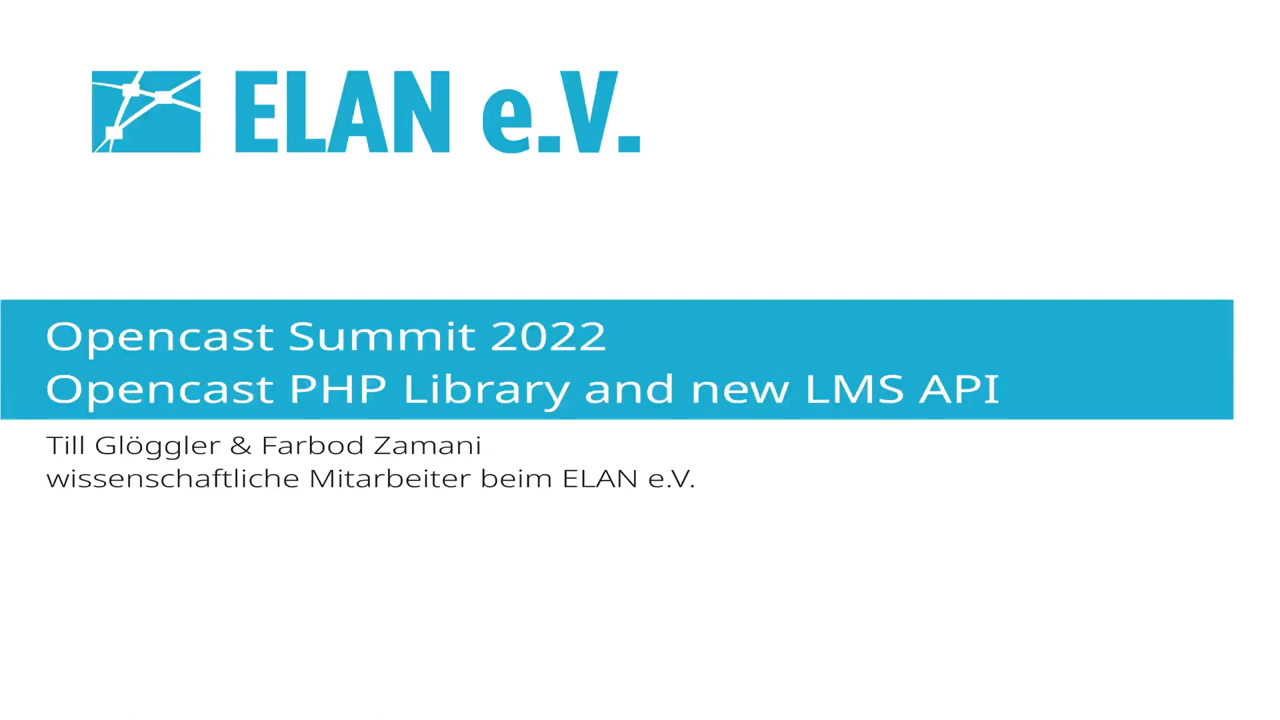 ELAN e.V.
Opencast Summit 2022
Opencast PHP Library and new LMS API
Till Glöggler & Farbod Zamani
wissenschaftliche Mitarbeiter beim ELAN e.V.